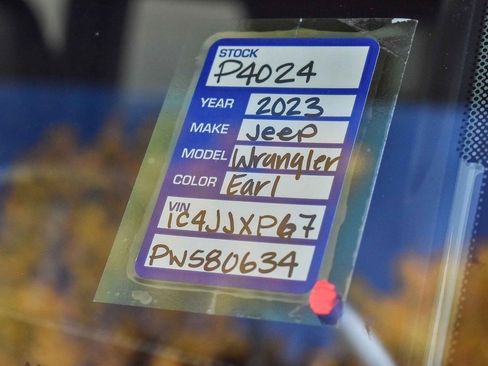 STOCK
P4024
YEAR 2023
MAKE Jeep
MODEL Wrangler
COLOR Earl
VIN
1C4JJXP67
PW580634